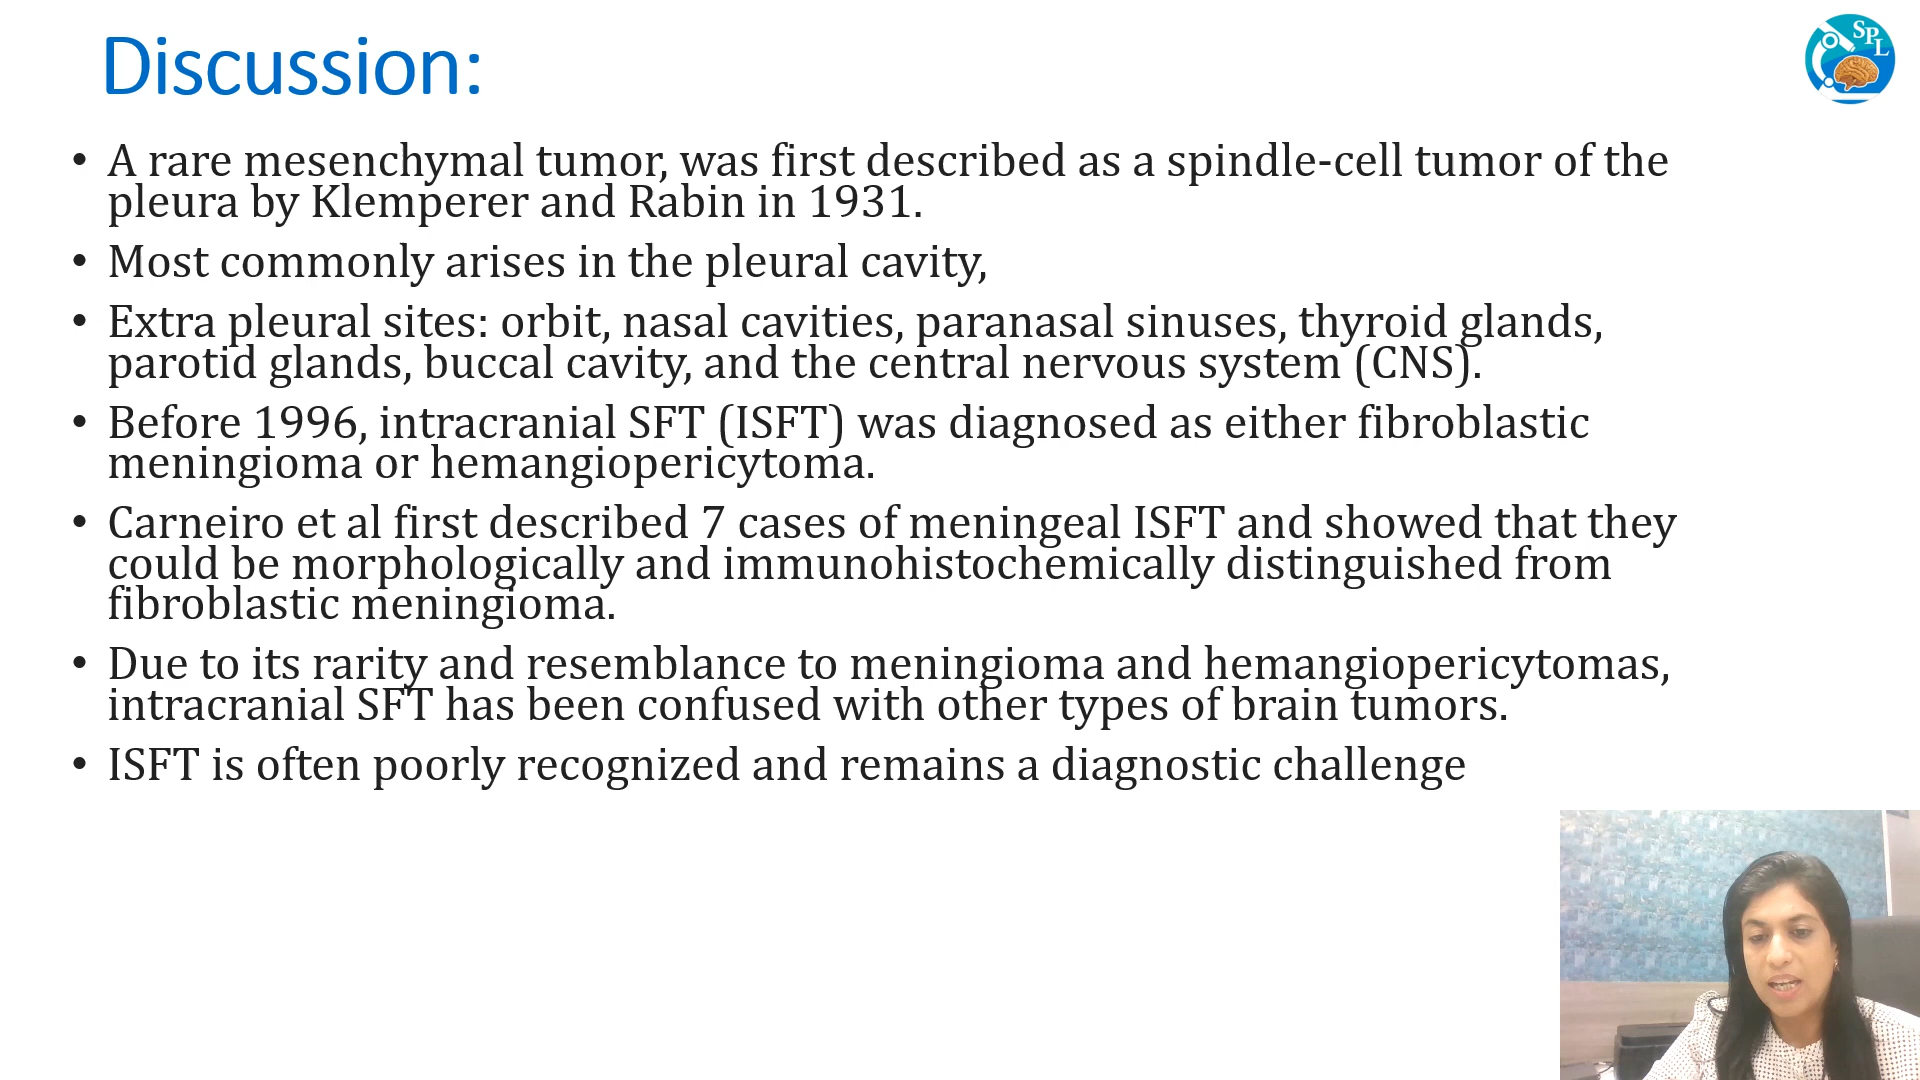 Discussion:
SPL
• A rare mesenchymal tumor, was first described as a spindle-cell tumor of the
pleura by Klemperer and Rabin in 1931.
• Most commonly arises in the pleural cavity,
• Extra pleural sites: orbit, nasal cavities, paranasal sinuses, thyroid glands,
parotid glands, buccal cavity, and the central nervous system (CNS).
• Before 1996, intracranial SFT (ISFT) was diagnosed as either fibroblastic
meningioma or hemangiopericytoma.
• Carneiro et al first described 7 cases of meningeal ISFT and showed that they
could be morphologically and immunohistochemically distinguished from
fibroblastic meningioma.
• Due to its rarity and resemblance to meningioma and hemangiopericytomas,
intracranial SFT has been confused with other types of brain tumors.
• ISFT is often poorly recognized and remains a diagnostic challenge